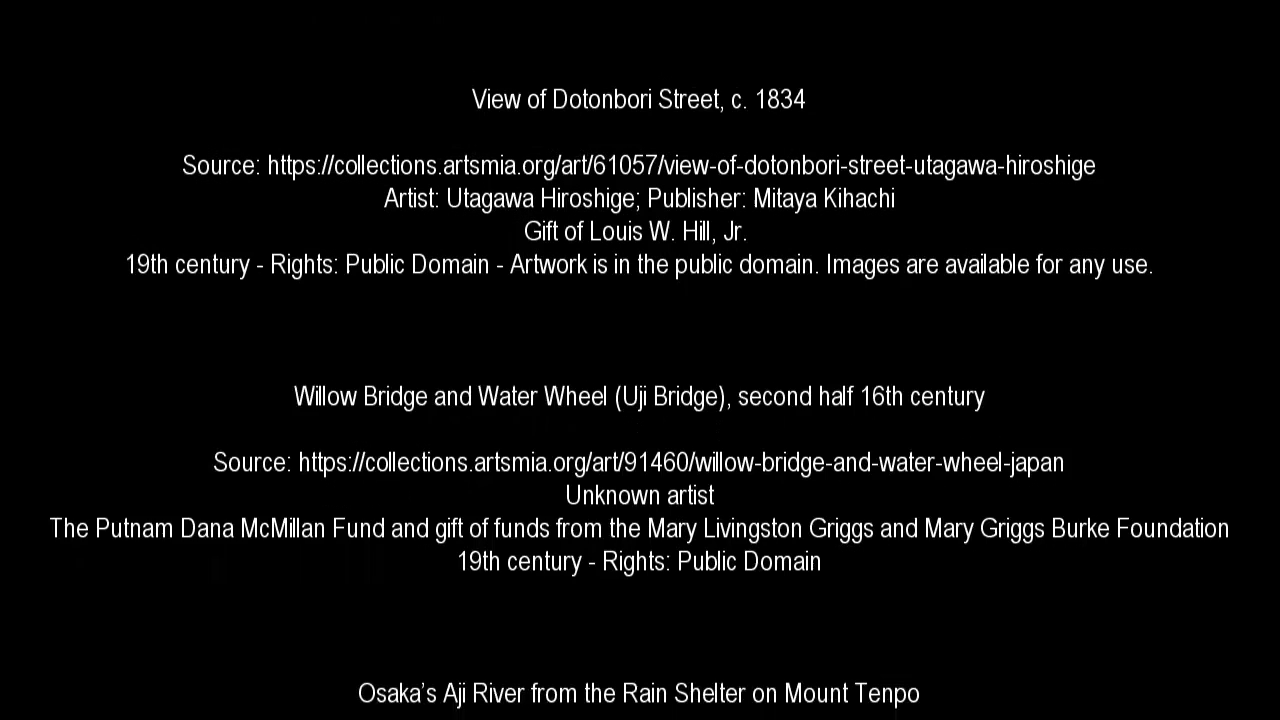 View of Dotonbori Street, c. 1834
Source: https://collections.artsmia.org/art/61057/view-of-dotonbori-street-utagawa-hiroshige
Artist: Utagawa Hiroshige; Publisher: Mitaya Kihachi
Gift of Louis W. Hill, Jr.
19th century - Rights: Public Domain - Artwork is in the public domain. Images are available for any use.
Willow Bridge and Water Wheel (Uji Bridge), second half 16th century
Source: https://collections.artsmia.org/art/91460/willow-bridge-and-water-wheel-japan
Unknown artist
The Putnam Dana McMillan Fund and gift of funds from the Mary Livingston Griggs and Mary Griggs Burke Foundation
19th century - Rights: Public Domain
Osaka’s Aji River from the Rain Shelter on Mount Tenpo